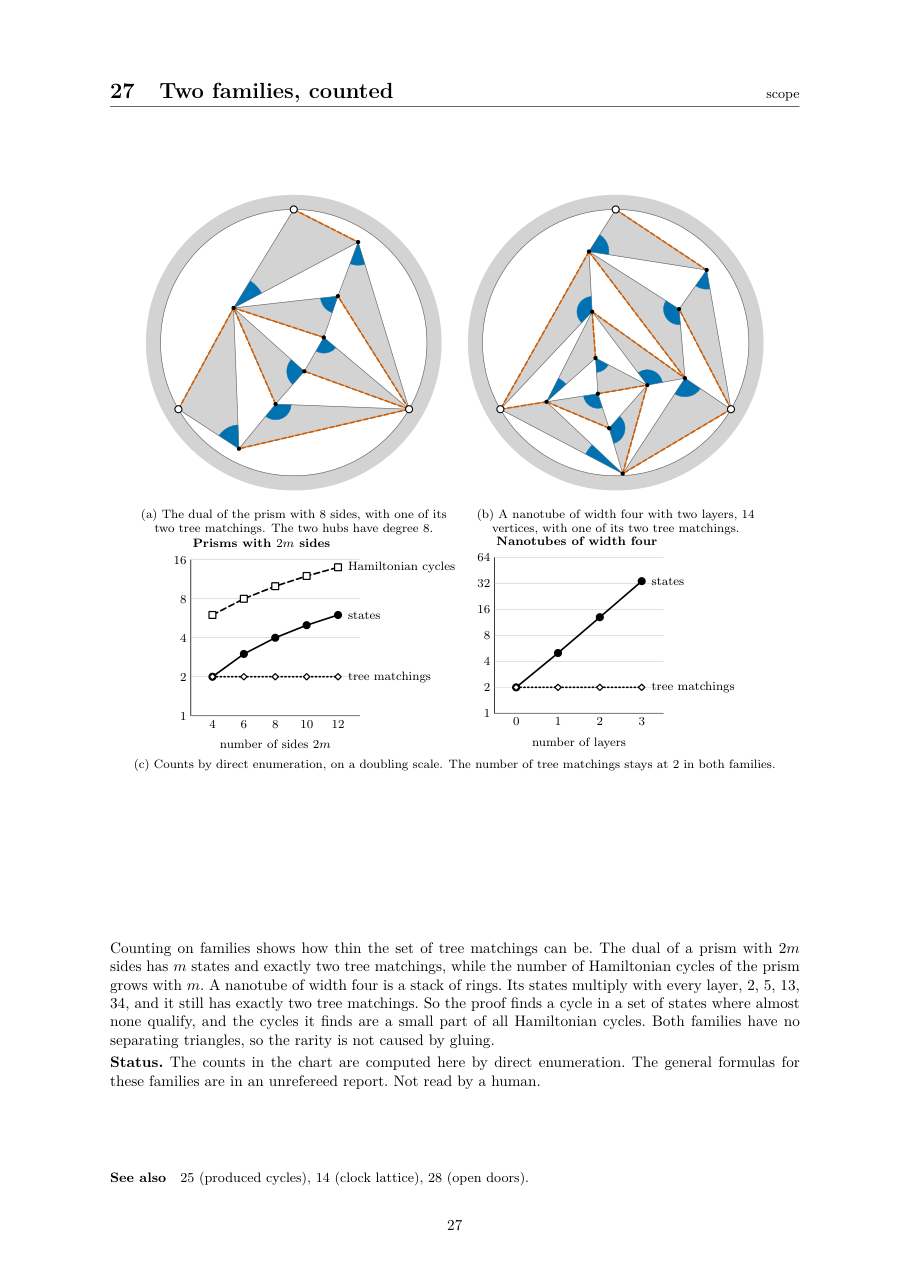 27 Two families, counted
scope
(a) The dual of the prism with 8 sides, with one of its
two tree matchings. The two hubs have degree 8.
(b) A nanotube of width four with two layers, 14
vertices, with one of its two tree matchings.
Prisms with 2m sides
16
8
4
2
1
4 6 8 10 12
Hamiltonian cycles
states
tree matchings
number of sides 2m
Nanotubes of width four
64
32
16
8
4
2
1
0 1 2 3
states
tree matchings
number of layers
(c) Counts by direct enumeration, on a doubling scale. The number of tree matchings stays at 2 in both families.
Counting on families shows how thin the set of tree matchings can be. The dual of a prism with 2m
sides has m states and exactly two tree matchings, while the number of Hamiltonian cycles of the prism
grows with m. A nanotube of width four is a stack of rings. Its states multiply with every layer, 2, 5, 13,
34, and it still has exactly two tree matchings. So the proof finds a cycle in a set of states where almost
none qualify, and the cycles it finds are a small part of all Hamiltonian cycles. Both families have no
separating triangles, so the rarity is not caused by gluing.
Status. The counts in the chart are computed here by direct enumeration. The general formulas for
these families are in an unrefereed report. Not read by a human.
See also 25 (produced cycles), 14 (clock lattice), 28 (open doors).
27